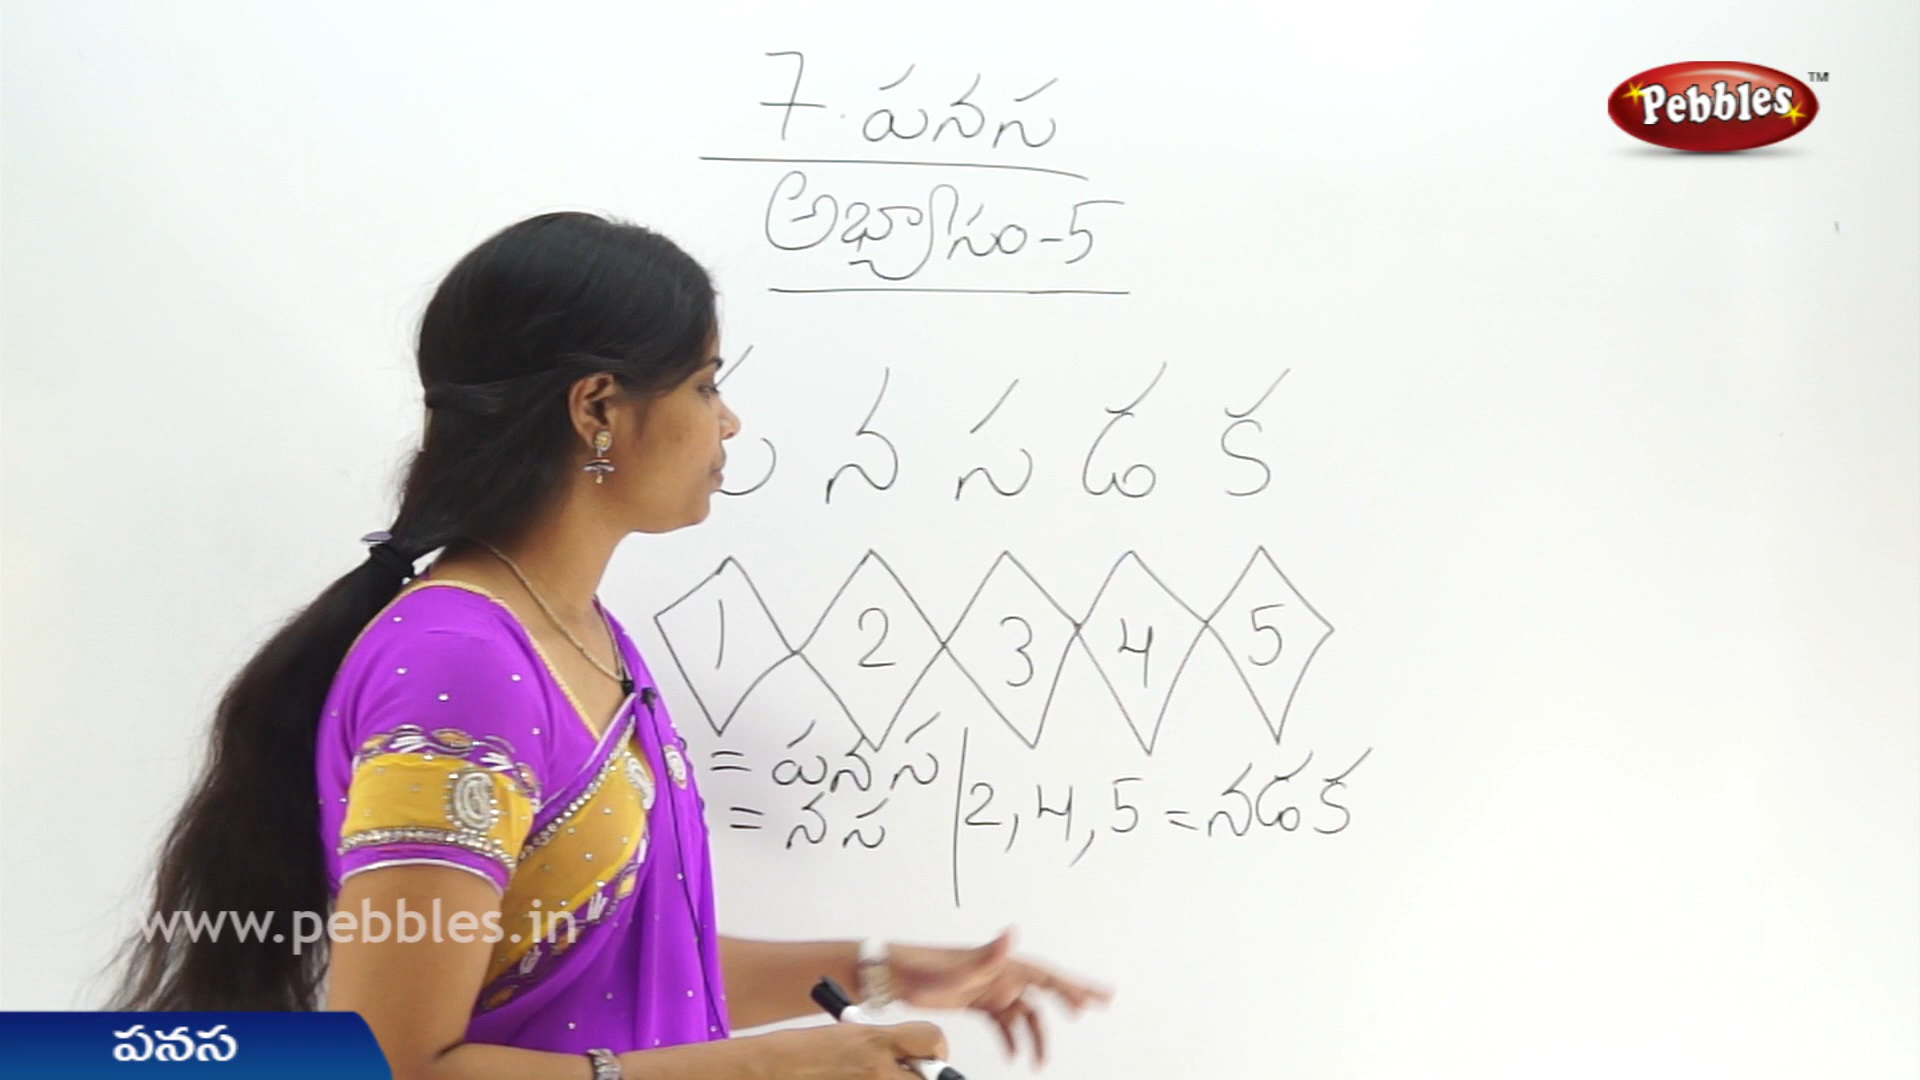 Pebbles TM
7. పనస
అభ్యాసం-5
న స డ క
1 2 3 4 5
= పనస
= నస
2, 4, 5 = నడక
www.pebbles.in
పనస